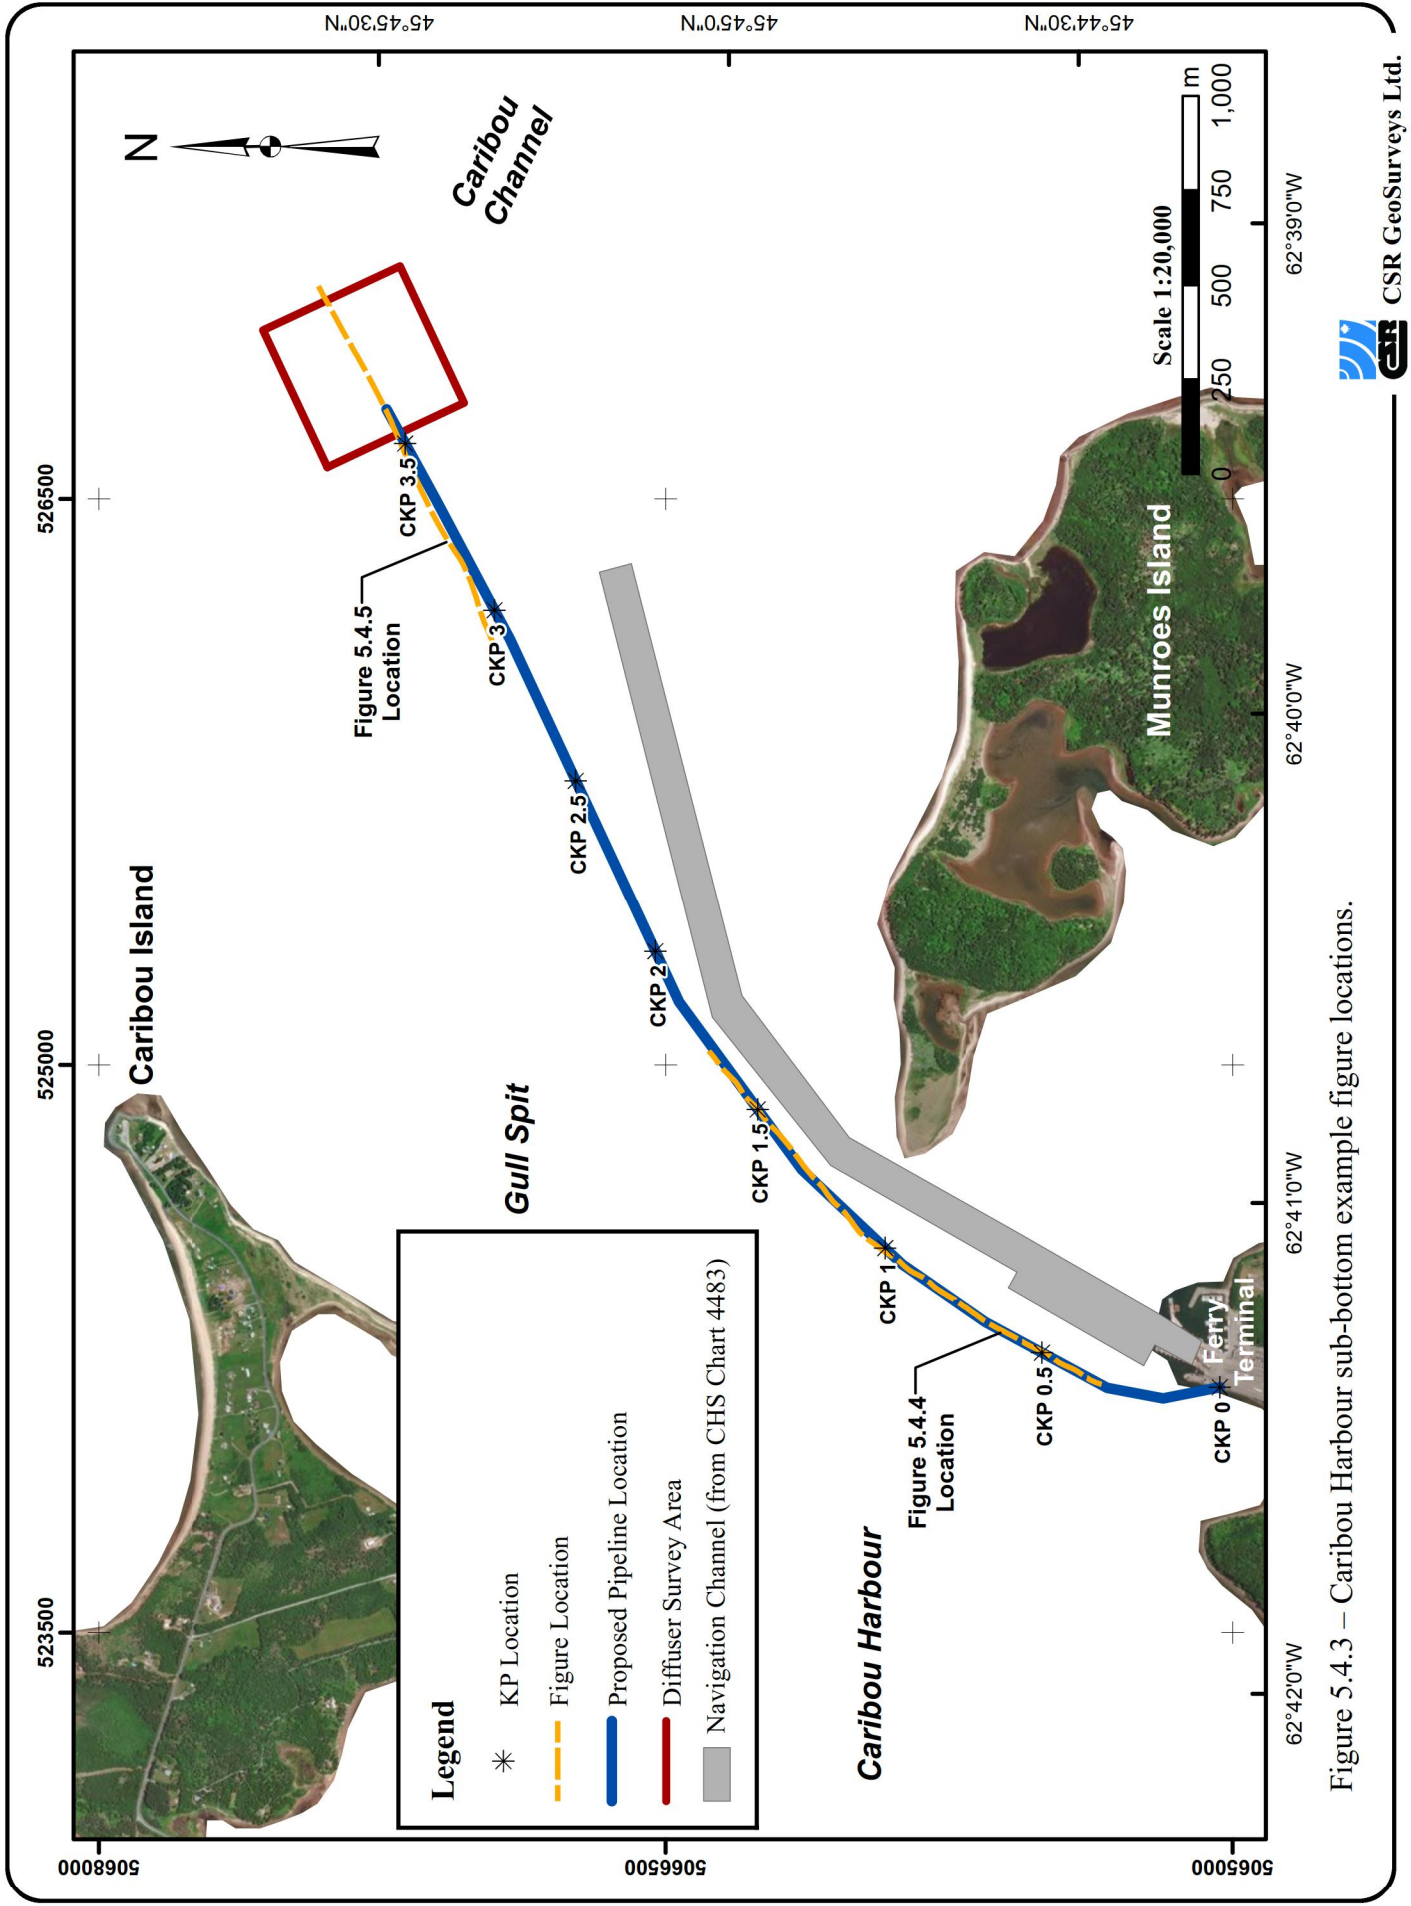 523500
525000
526500
5068000
5066500
5065000
45°45'30"N
45°45'0"N
45°44'30"N
62°42'0"W
62°41'0"W
62°40'0"W
62°39'0"W
N
Caribou Island
Gull Spit
Caribou
Channel
Figure 5.4.5
Location
CKP 3.5
CKP 3
CKP 2.5
CKP 2
CKP 1.5
CKP 1
CKP 0.5
CKP 0
Figure 5.4.4
Location
Caribou Harbour
Ferry
Terminal
Munroes Island
Legend
KP Location
Figure Location
Proposed Pipeline Location
Diffuser Survey Area
Navigation Channel (from CHS Chart 4483)
Scale 1:20,000
m
0 250 500 750 1,000
Figure 5.4.3 – Caribou Harbour sub-bottom example figure locations.
CSR
CSR GeoSurveys Ltd.